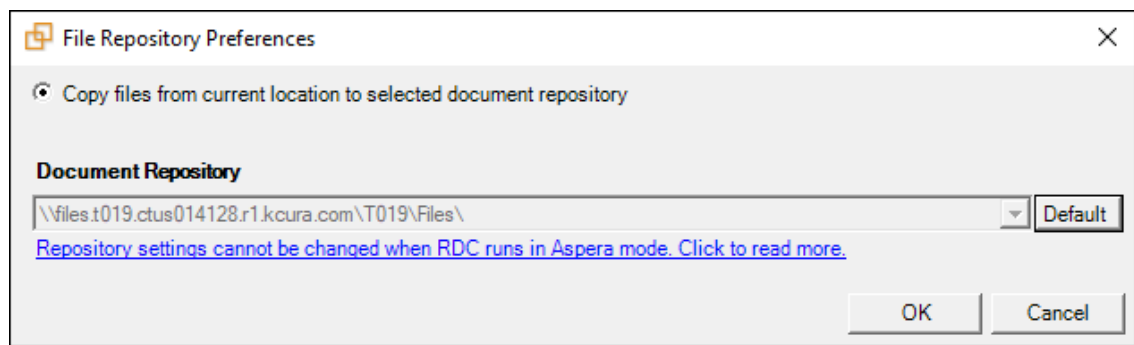 File Repository Preferences
Copy files from current location to selected document repository
Document Repository
\\files.t019.ctus014128.r1.kcura.com\T019\Files\ Default
Repository settings cannot be changed when RDC runs in Aspera mode. Click to read more.
OK Cancel